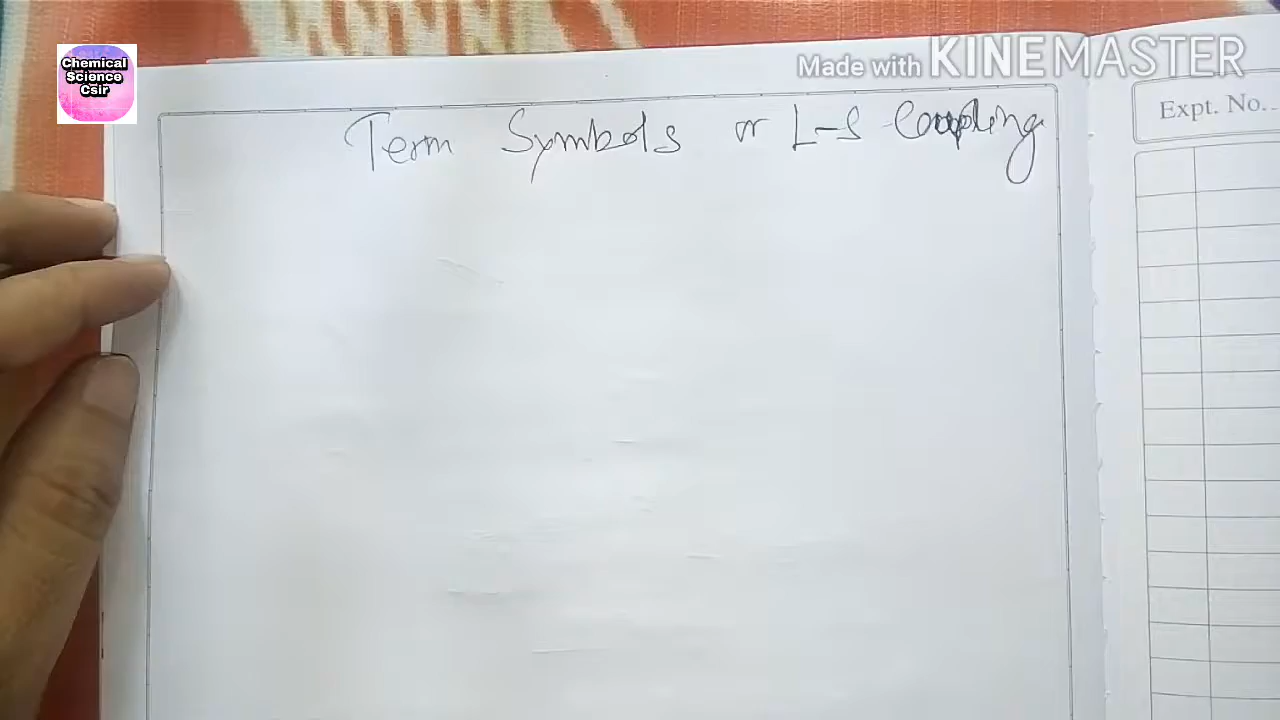 Chemical
Science
Csir
Made with KINEMASTER
Expt. No..
Term Symbols or L-S Coupling